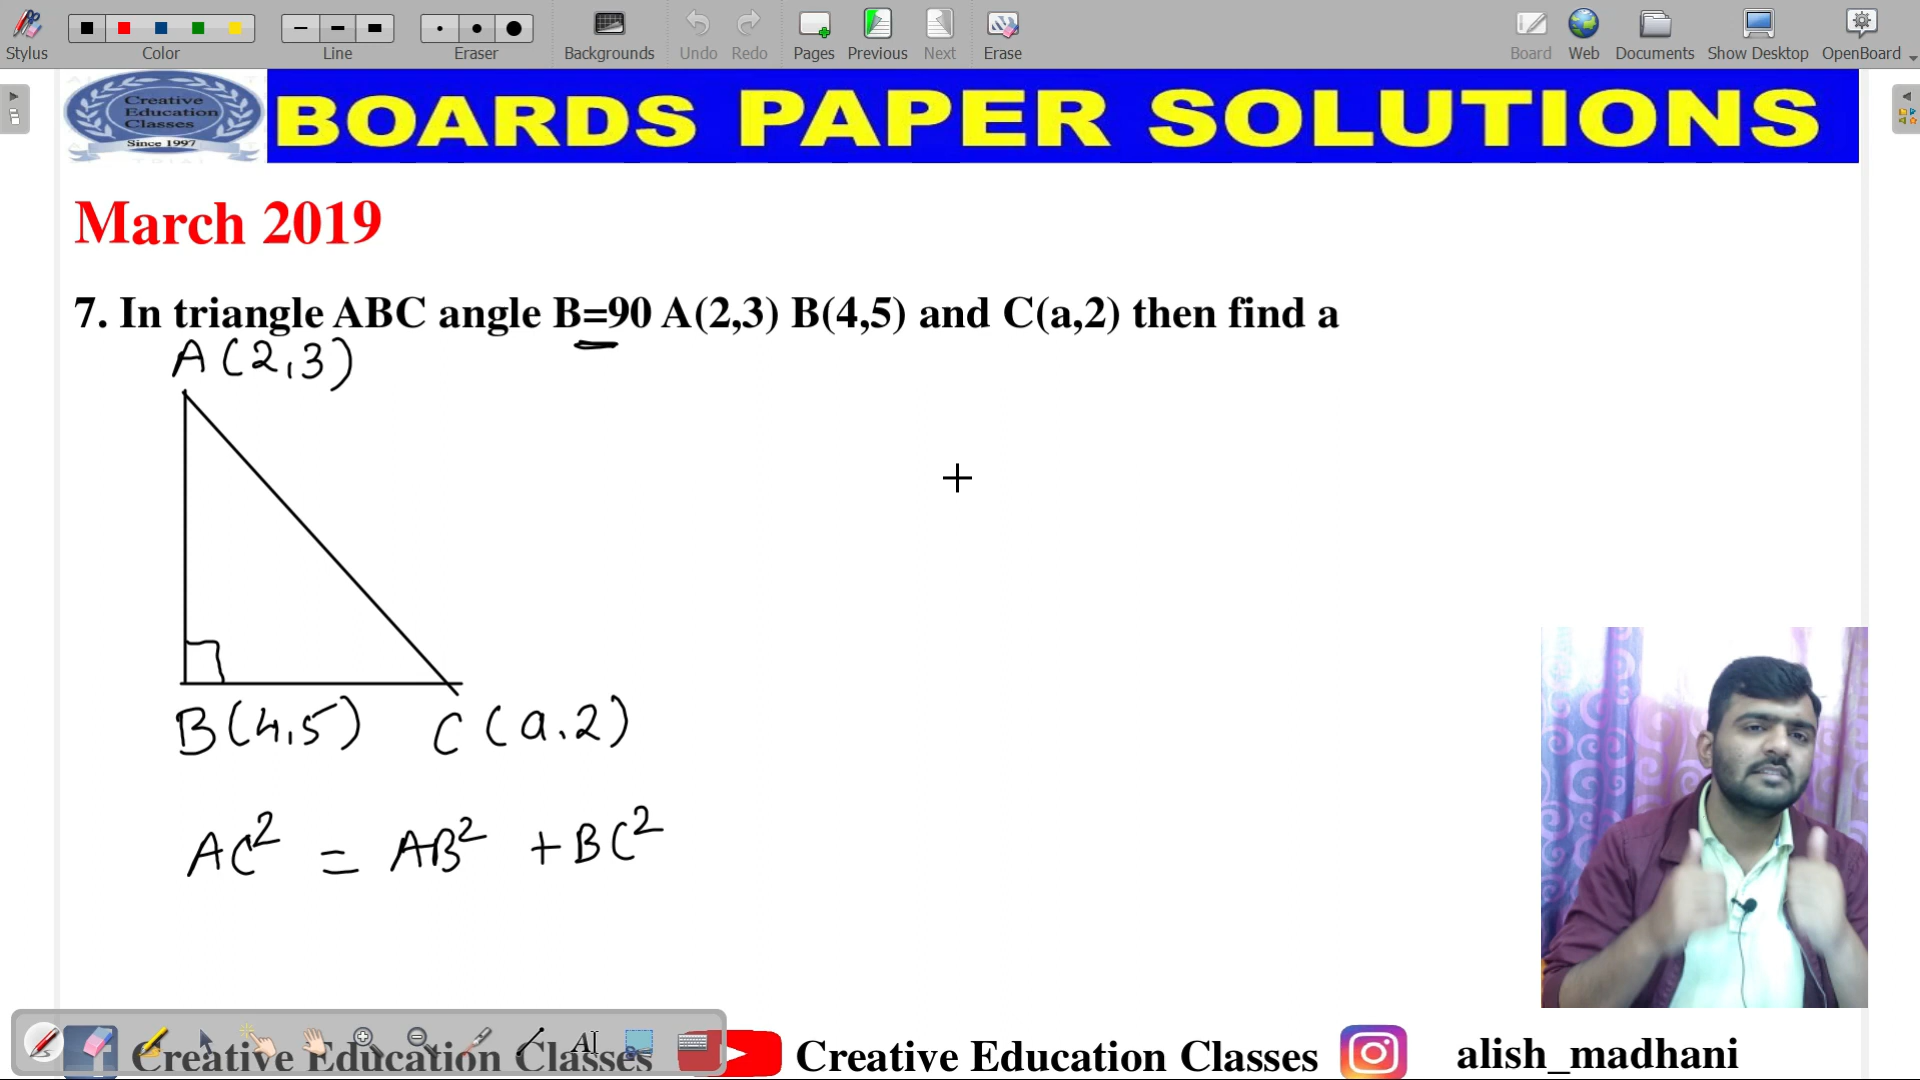 Stylus Color Line Eraser Backgrounds Undo Redo Pages Previous Next Erase Board Web Documents Show Desktop OpenBoard
Creative
Education
Classes
Since 1997
BOARDS PAPER SOLUTIONS
March 2019
7. In triangle ABC angle B=90 A(2,3) B(4,5) and C(a,2) then find a
A(2,3)
B(4,5) C(a,2)
AC² = AB² + BC²
Creative Education Classes Creative Education Classes alish_madhani